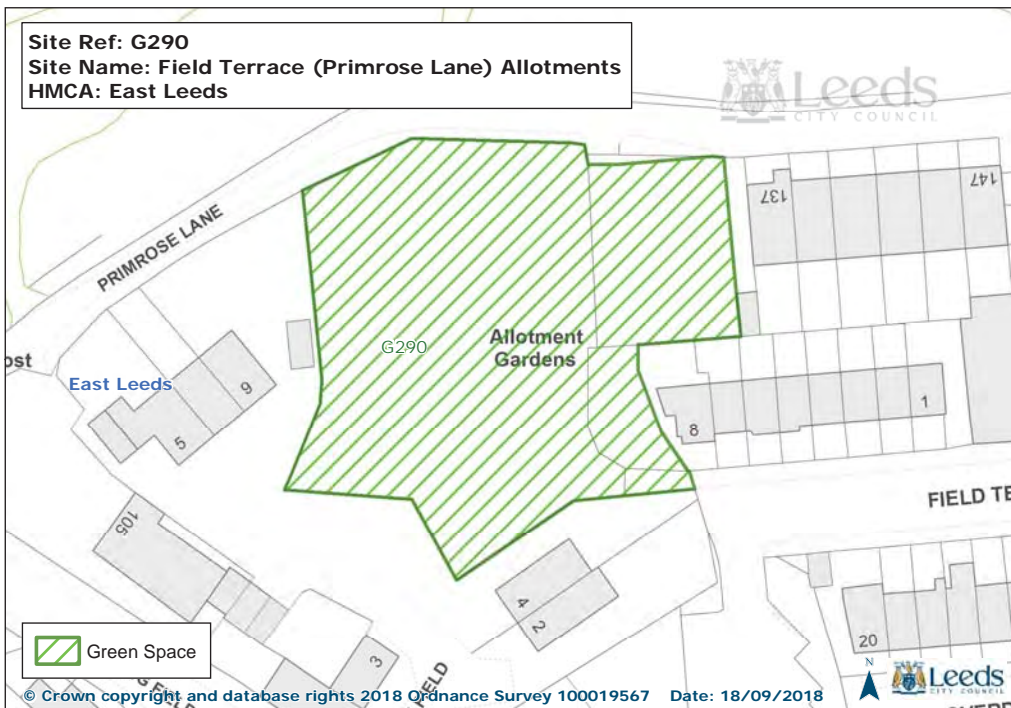 Site Ref: G290
Site Name: Field Terrace (Primrose Lane) Allotments
HMCA: East Leeds
Leeds
CITY COUNCIL
137
147
PRIMROSE LANE
G290
Allotment
Gardens
ost
East Leeds
9
5
8
1
FIELD TE
105
4
2
20
3
FIELD
Green Space
N
Leeds
CITY COUNCIL
© Crown copyright and database rights 2018 Ordnance Survey 100019567 Date: 18/09/2018